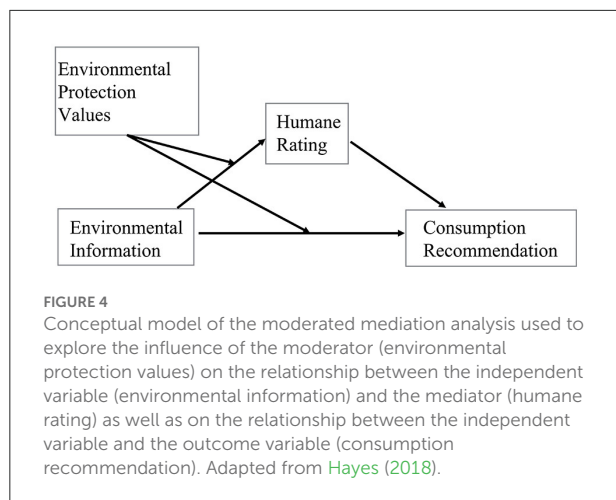 Environmental
Protection
Values
Humane
Rating
Environmental
Information
Consumption
Recommendation
FIGURE 4
Conceptual model of the moderated mediation analysis used to
explore the influence of the moderator (environmental
protection values) on the relationship between the independent
variable (environmental information) and the mediator (humane
rating) as well as on the relationship between the independent
variable and the outcome variable (consumption
recommendation). Adapted from Hayes (2018).